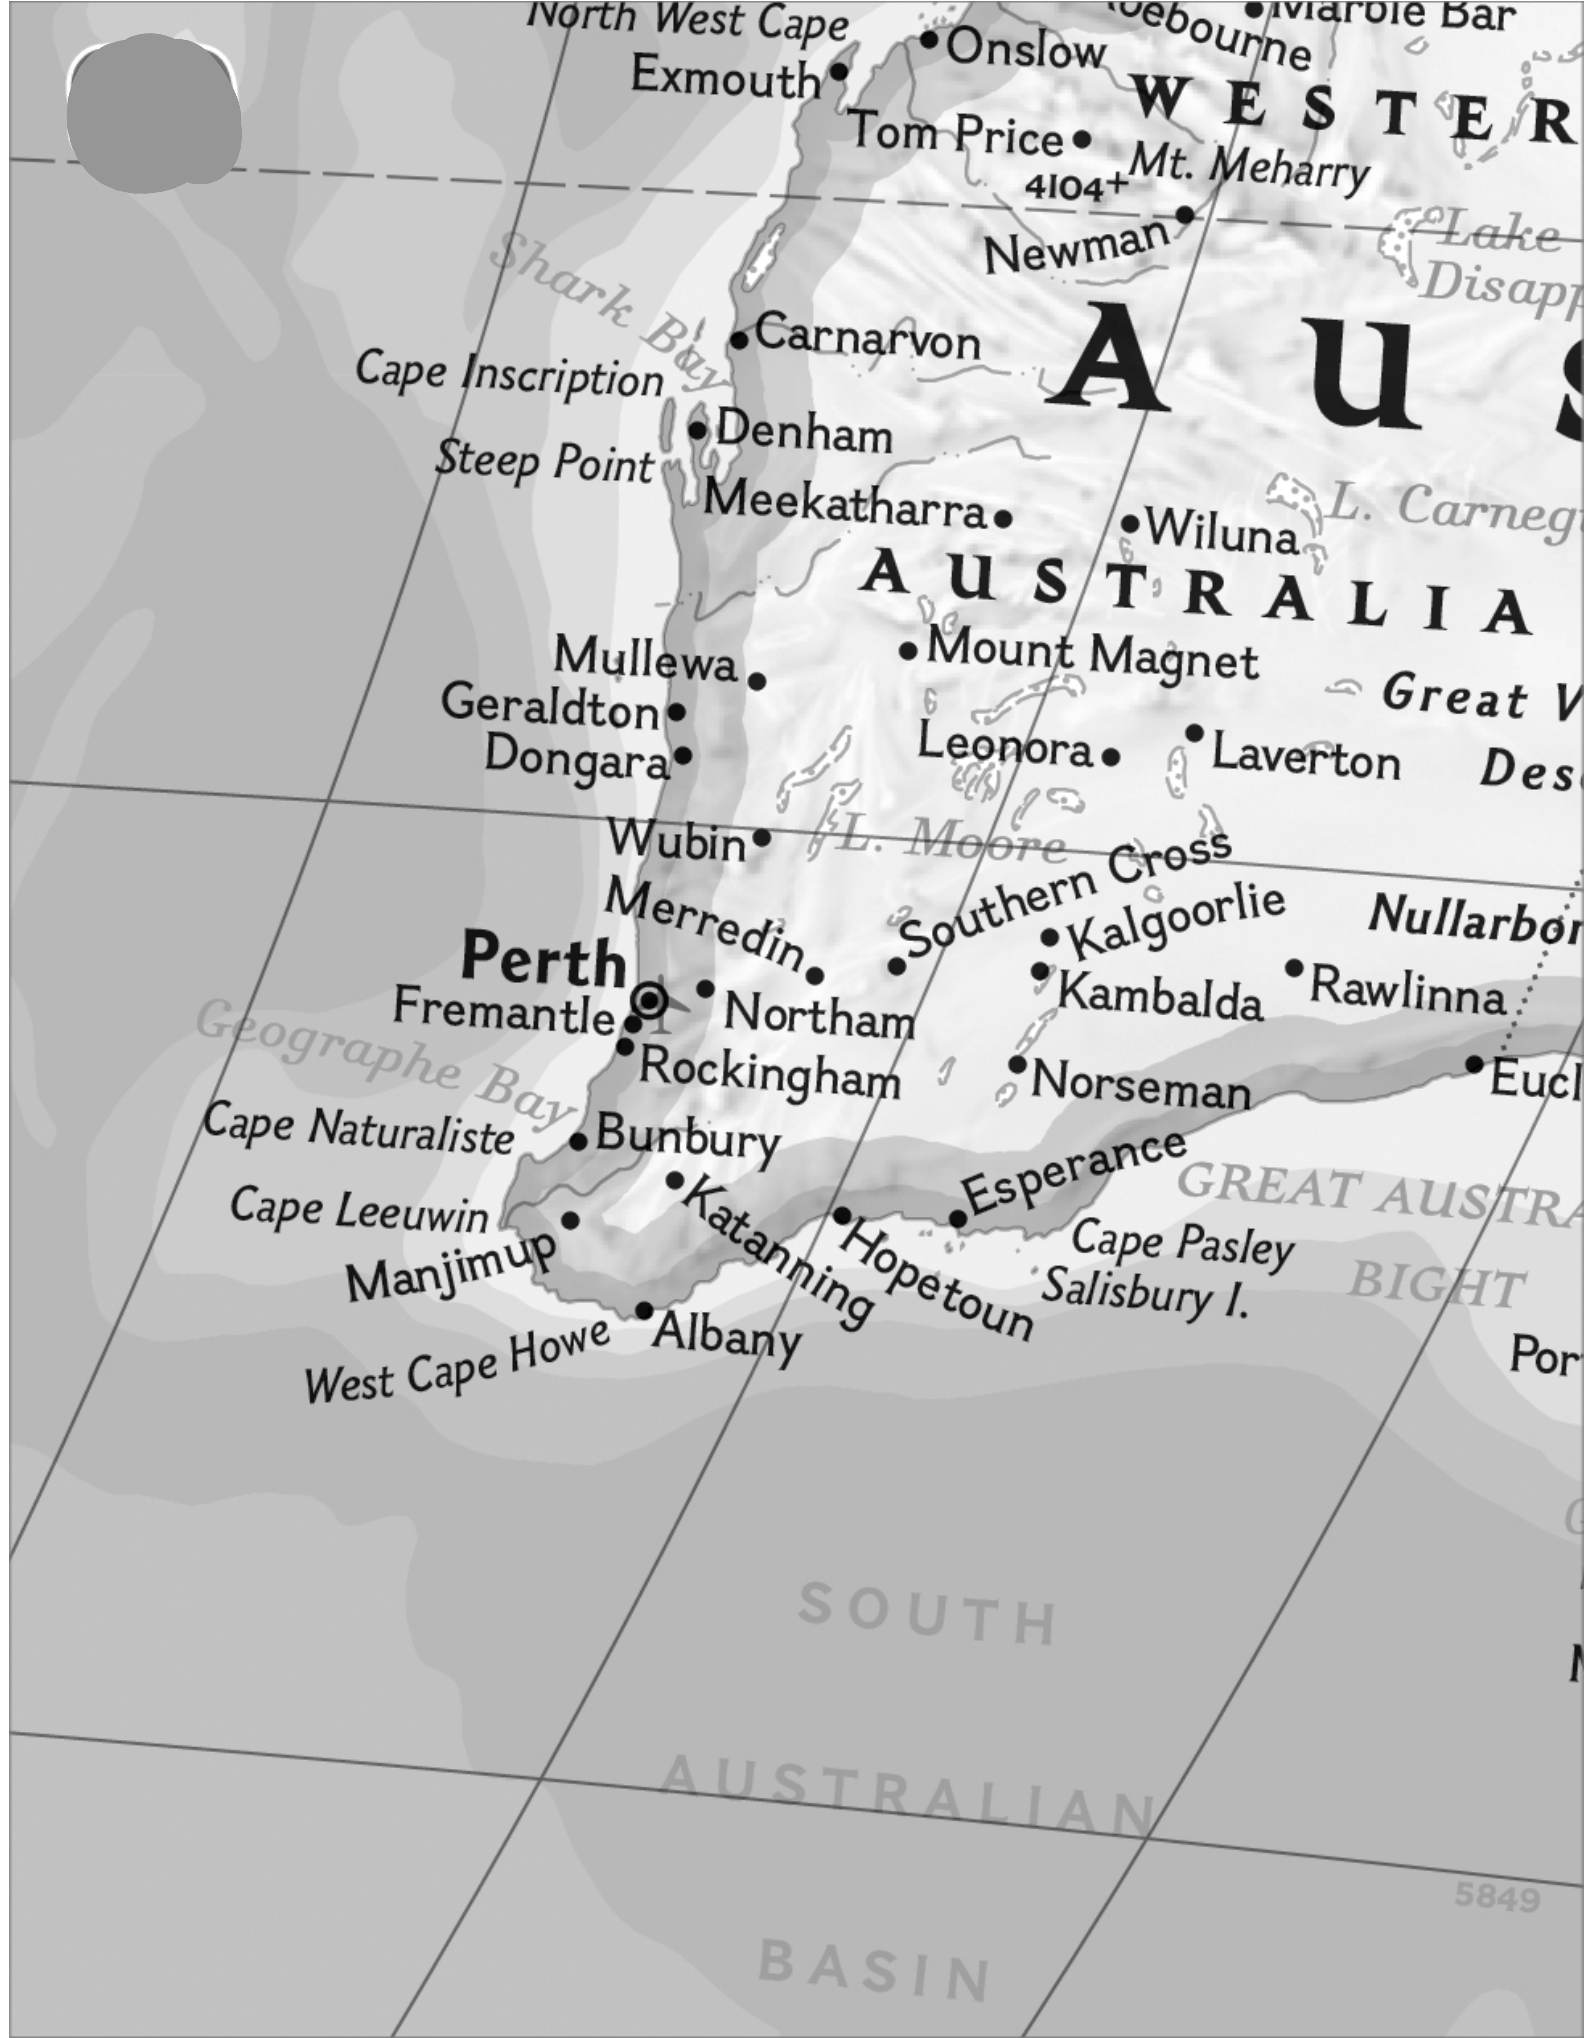 North West Cape
Marble Bar
Onslow
Exmouth
WESTER
Tom Price
Mt. Meharry
4104+
Newman
Lake
Shark Bay
AUS
Carnarvon
Cape Inscription
Denham
Steep Point
Meekatharra
Wiluna
AUSTRALIA
Mount Magnet
Mullewa
Great V
Geraldton
Leonora
Laverton
Dongara
L. Moore
Wubin
Southern Cross
Merredin
Kalgoorlie
Perth
Kambalda
Rawlinna
Fremantle
Northam
Geographe Bay
Rockingham
Norseman
Cape Naturaliste
Bunbury
Esperance
GREAT AUSTRA
Cape Leeuwin
Katanning
Cape Pasley
Manjimup
Hopetoun
Salisbury I.
BIGHT
Albany
West Cape Howe
SOUTH
AUSTRALIAN
5849
BASIN